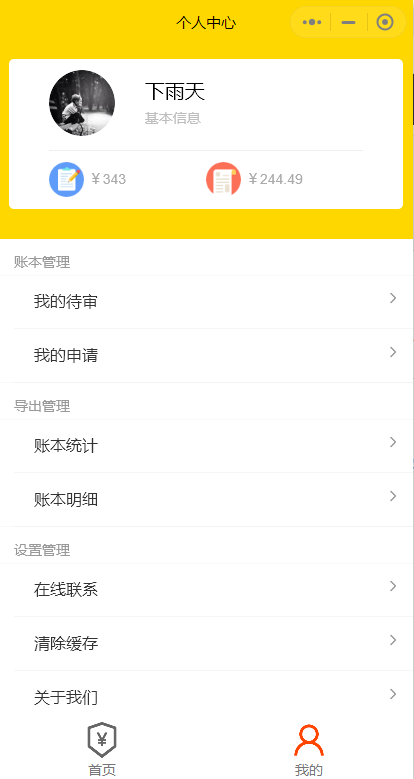 个人中心
下雨天
基本信息
￥343
￥244.49
账本管理
我的待审
我的申请
导出管理
账本统计
账本明细
设置管理
在线联系
清除缓存
关于我们
首页
我的